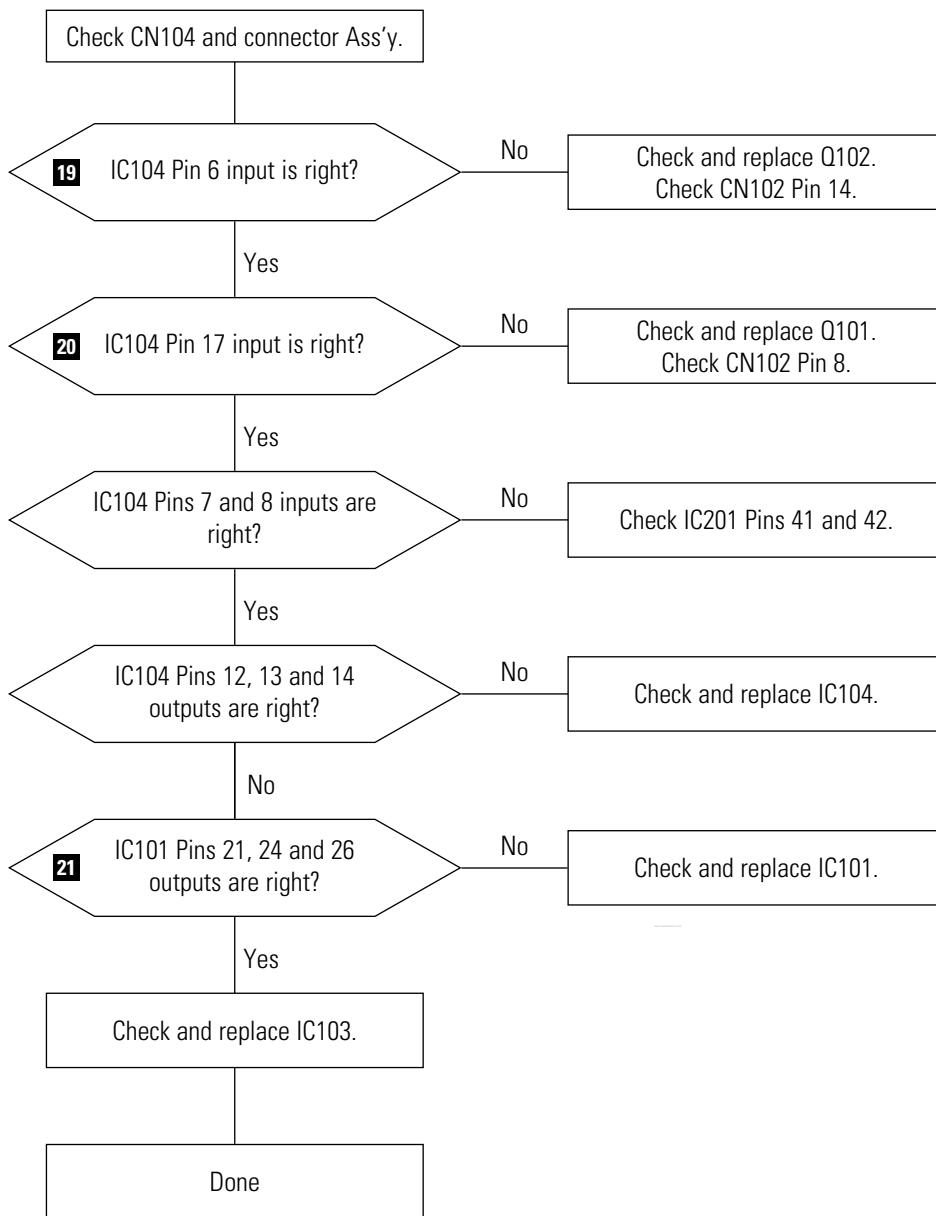 Check CN104 and connector Ass'y.
19 IC104 Pin 6 input is right?
No
Check and replace Q102.
Check CN102 Pin 14.
Yes
20 IC104 Pin 17 input is right?
No
Check and replace Q101.
Check CN102 Pin 8.
Yes
IC104 Pins 7 and 8 inputs are
right?
No
Check IC201 Pins 41 and 42.
Yes
IC104 Pins 12, 13 and 14
outputs are right?
No
Check and replace IC104.
No
21 IC101 Pins 21, 24 and 26
outputs are right?
No
Check and replace IC101.
Yes
Check and replace IC103.
Done